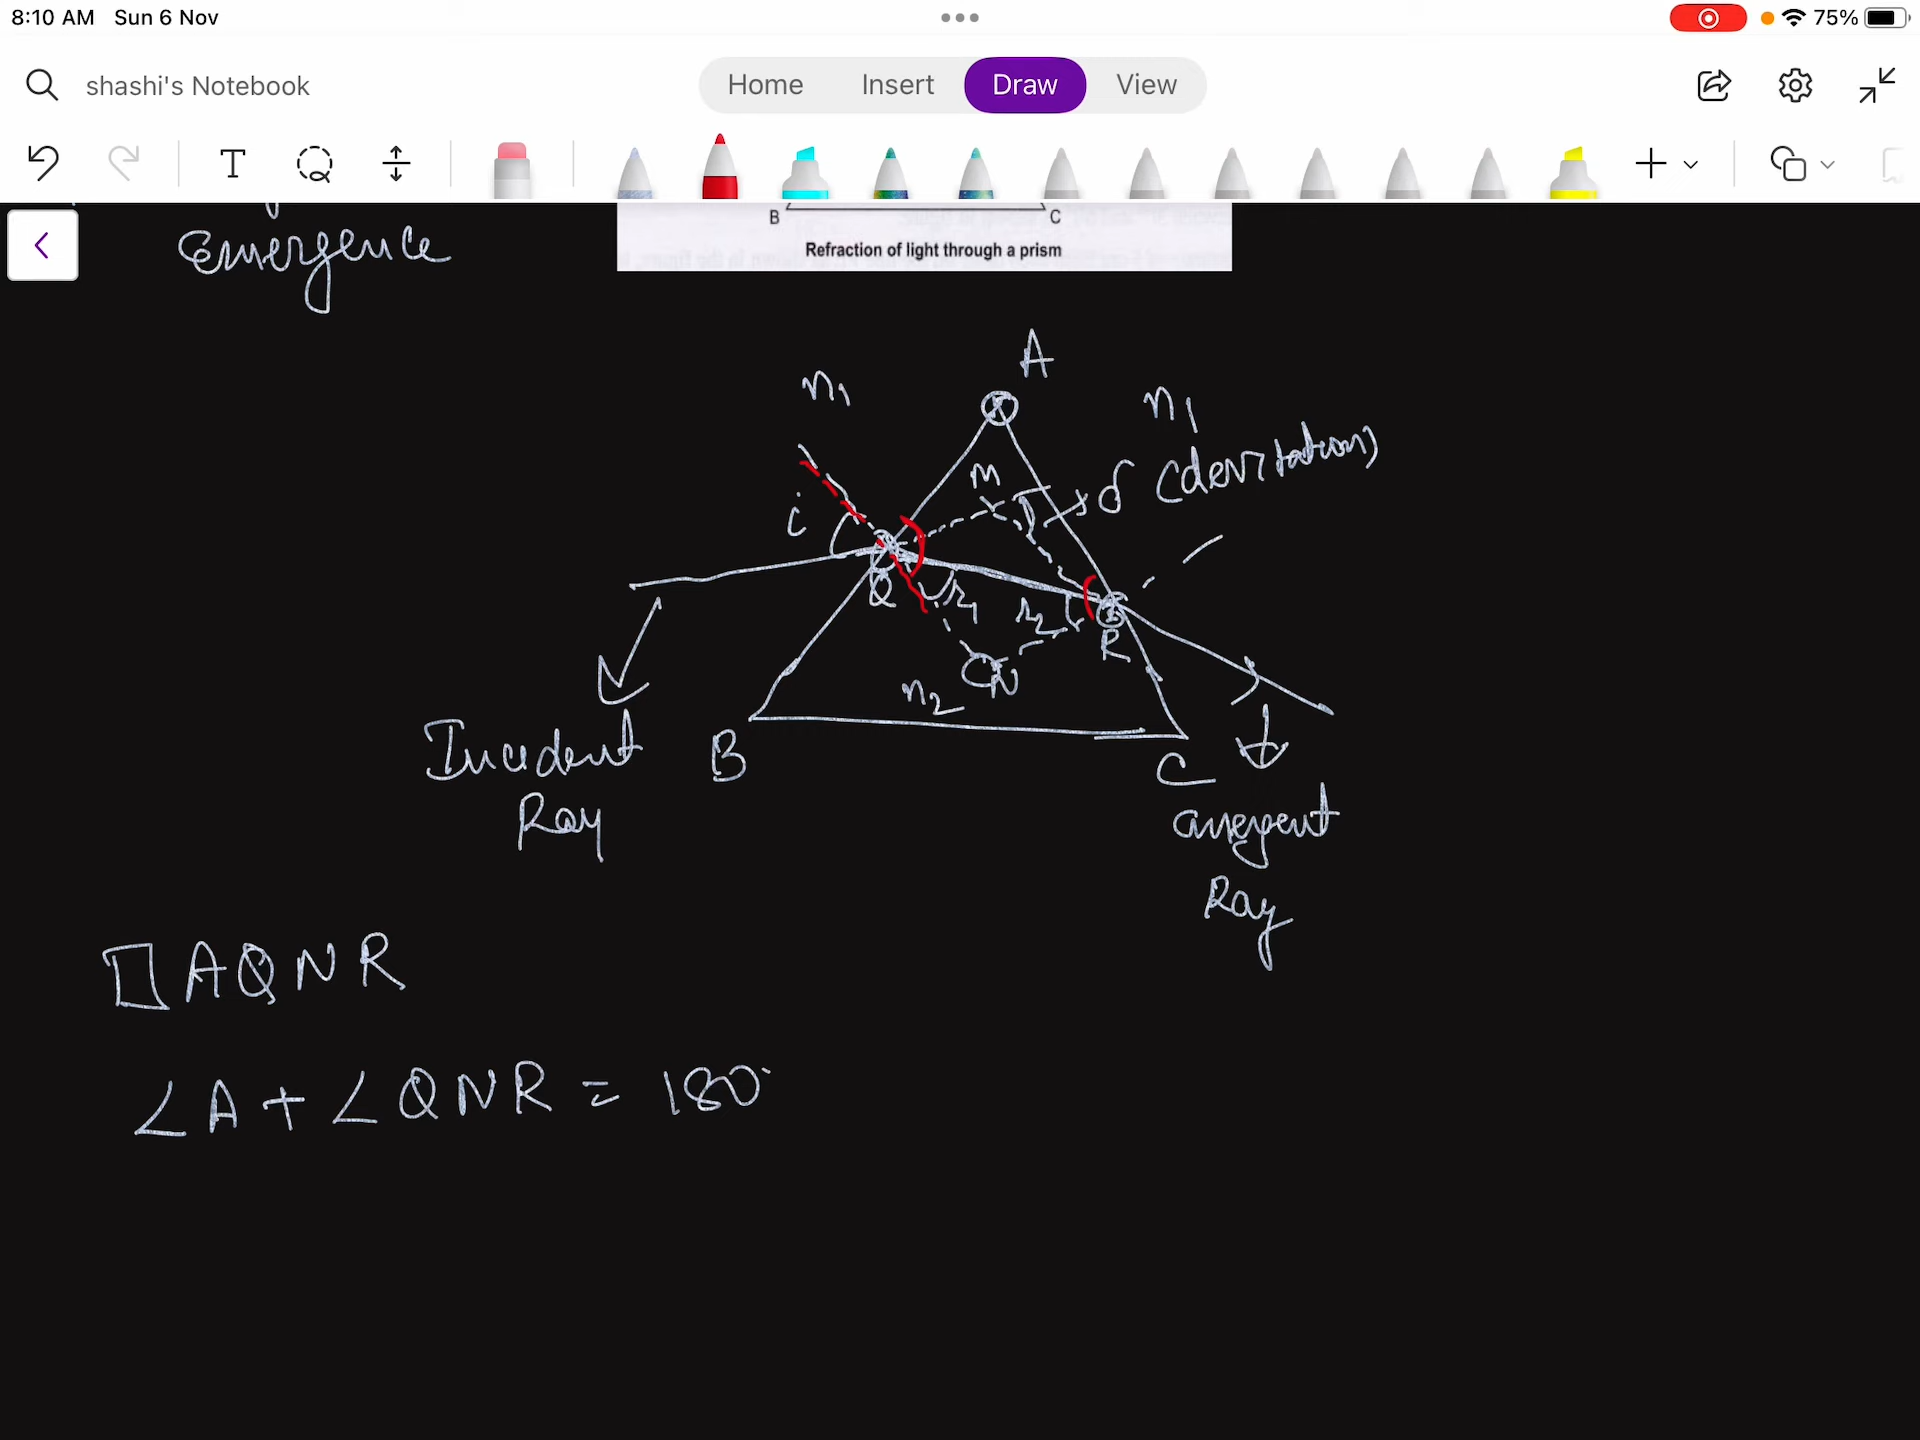 8:10 AM Sun 6 Nov
75%
shashi's Notebook
Home Insert Draw View
T
B C
Refraction of light through a prism
Emergence
A
n1
n1
δ (devitation)
M
i
Q
r1
r2
R
N
n2
B
C
Incident
Ray
emergent
Ray
□ AQNR
∠A + ∠QNR = 180°